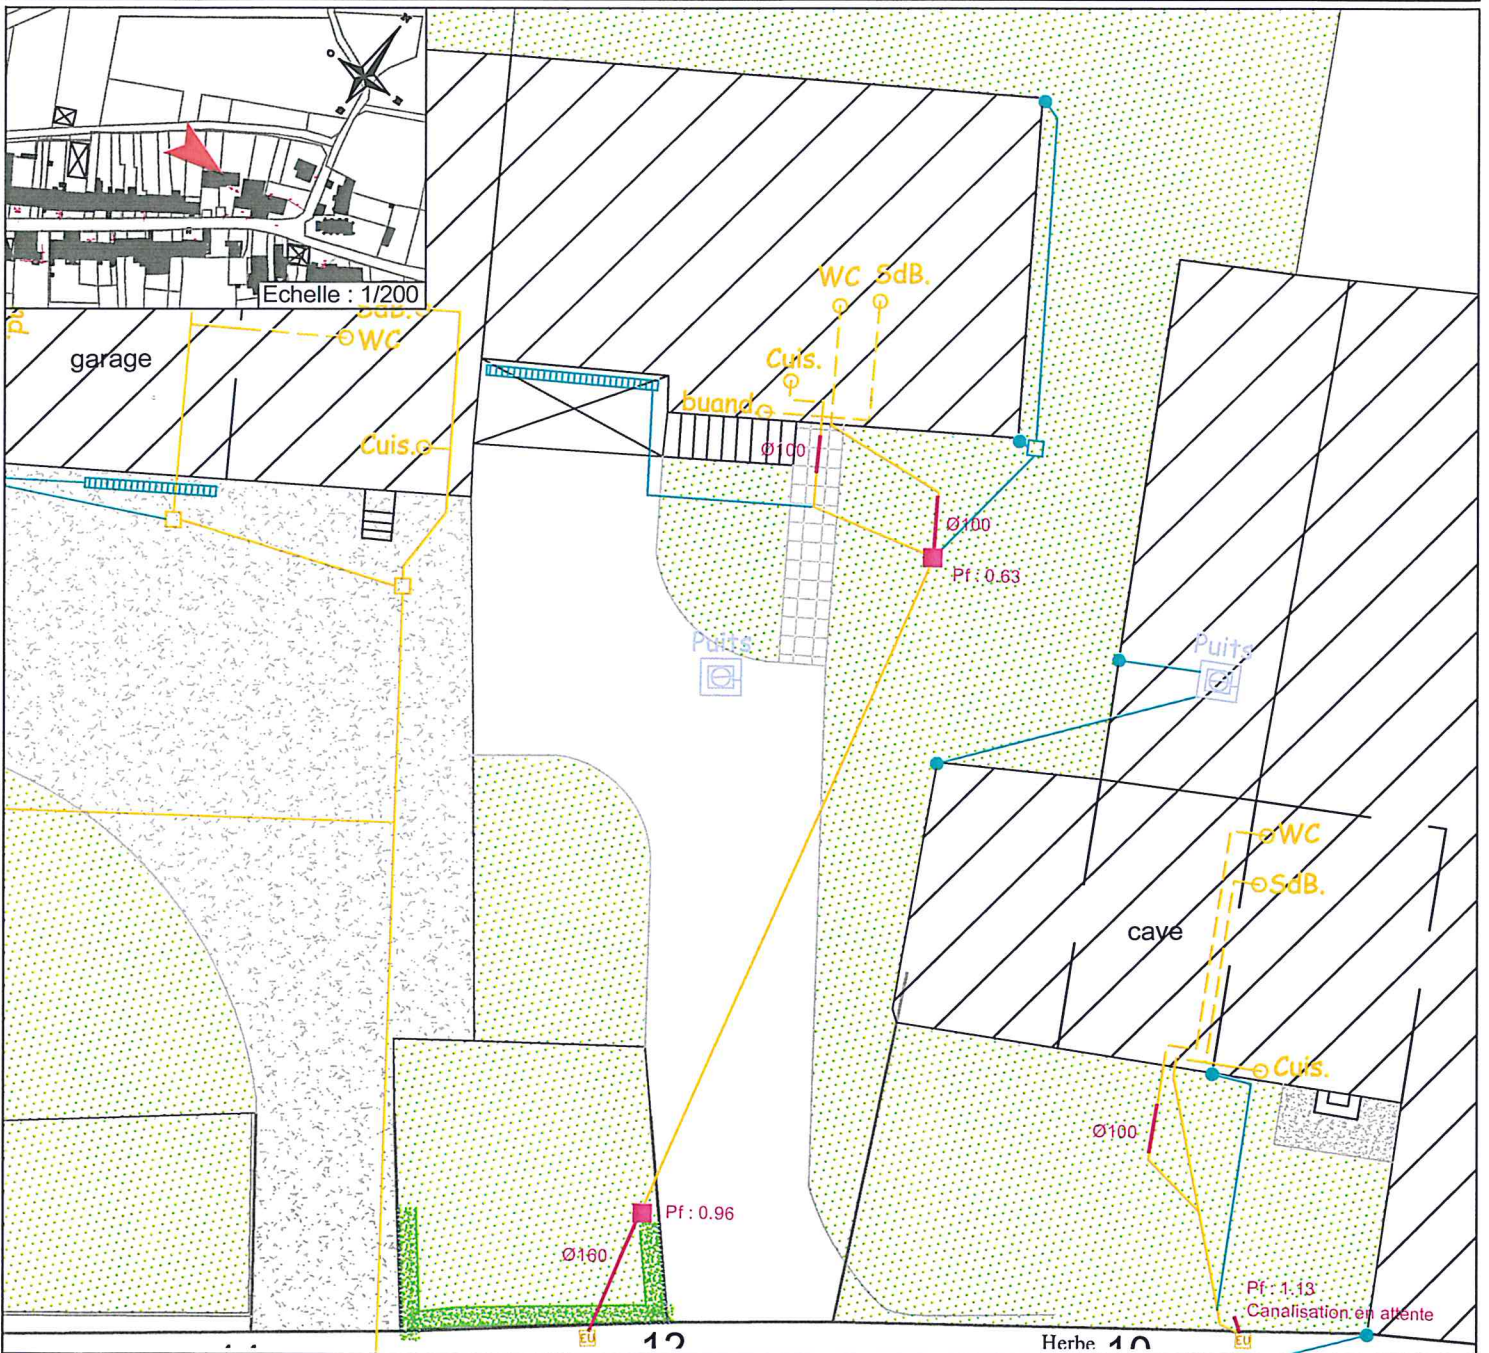 Echelle : 1/200
WC SdB.
WC
garage
Cuis.
buand.
Cuis.
Ø100
Ø100
Pf : 0.63
Puits
Puits
WC
SdB.
cave
Cuis.
Ø100
Pf : 0.96
Ø160
Pf : 1.13
Canalisation en attente
EU
12
Herbe
10
EU